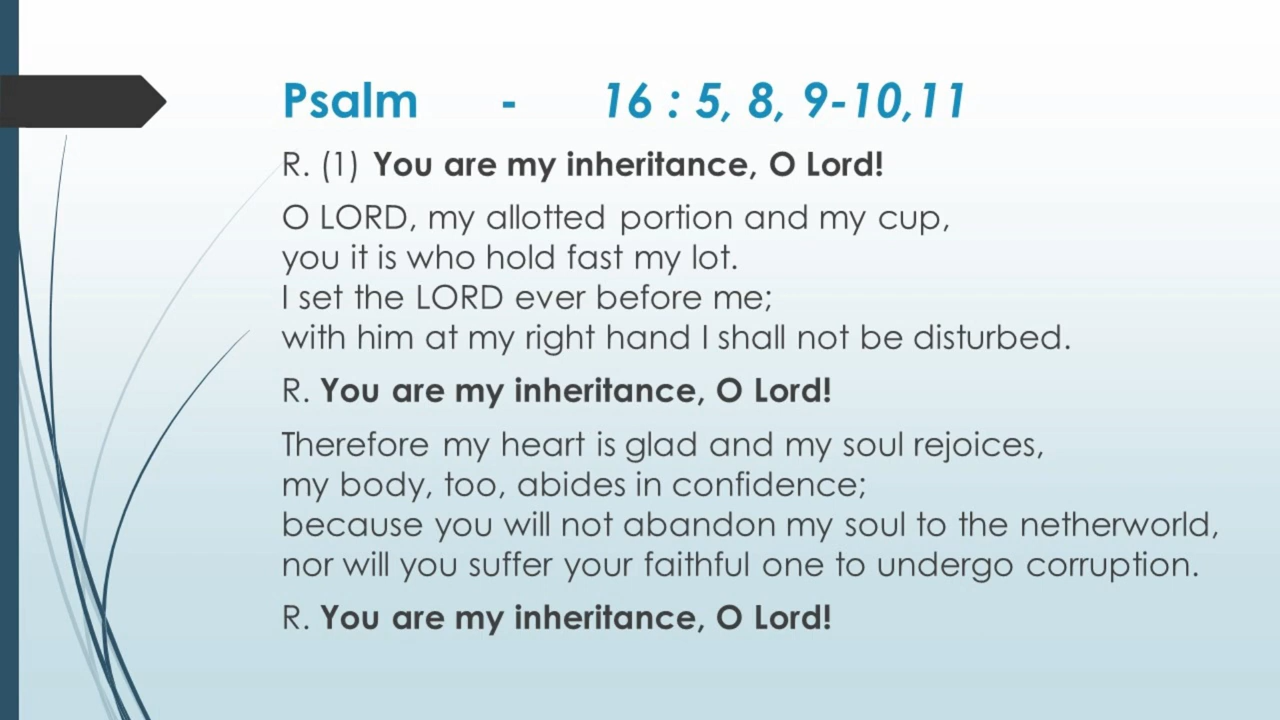 Psalm - 16 : 5, 8, 9-10,11
R. (1) You are my inheritance, O Lord!
O LORD, my allotted portion and my cup,
you it is who hold fast my lot.
I set the LORD ever before me;
with him at my right hand I shall not be disturbed.
R. You are my inheritance, O Lord!
Therefore my heart is glad and my soul rejoices,
my body, too, abides in confidence;
because you will not abandon my soul to the netherworld,
nor will you suffer your faithful one to undergo corruption.
R. You are my inheritance, O Lord!